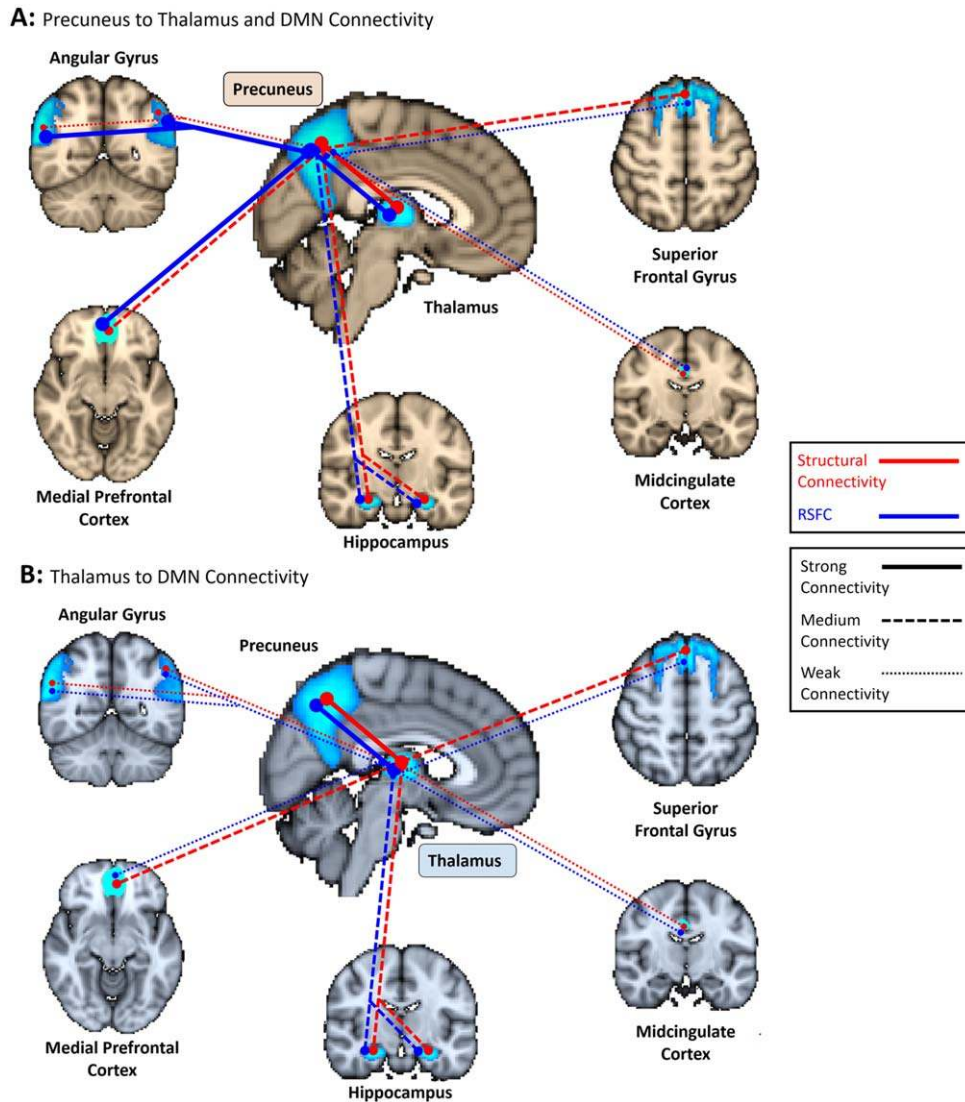 A: Precuneus to Thalamus and DMN Connectivity
Angular Gyrus
Precuneus
Superior
Frontal Gyrus
Thalamus
Medial Prefrontal
Cortex
Hippocampus
Midcingulate
Cortex
Structural
Connectivity
RSFC
Strong
Connectivity
Medium
Connectivity
Weak
Connectivity
B: Thalamus to DMN Connectivity
Angular Gyrus
Precuneus
Superior
Frontal Gyrus
Thalamus
Medial Prefrontal
Cortex
Hippocampus
Midcingulate
Cortex